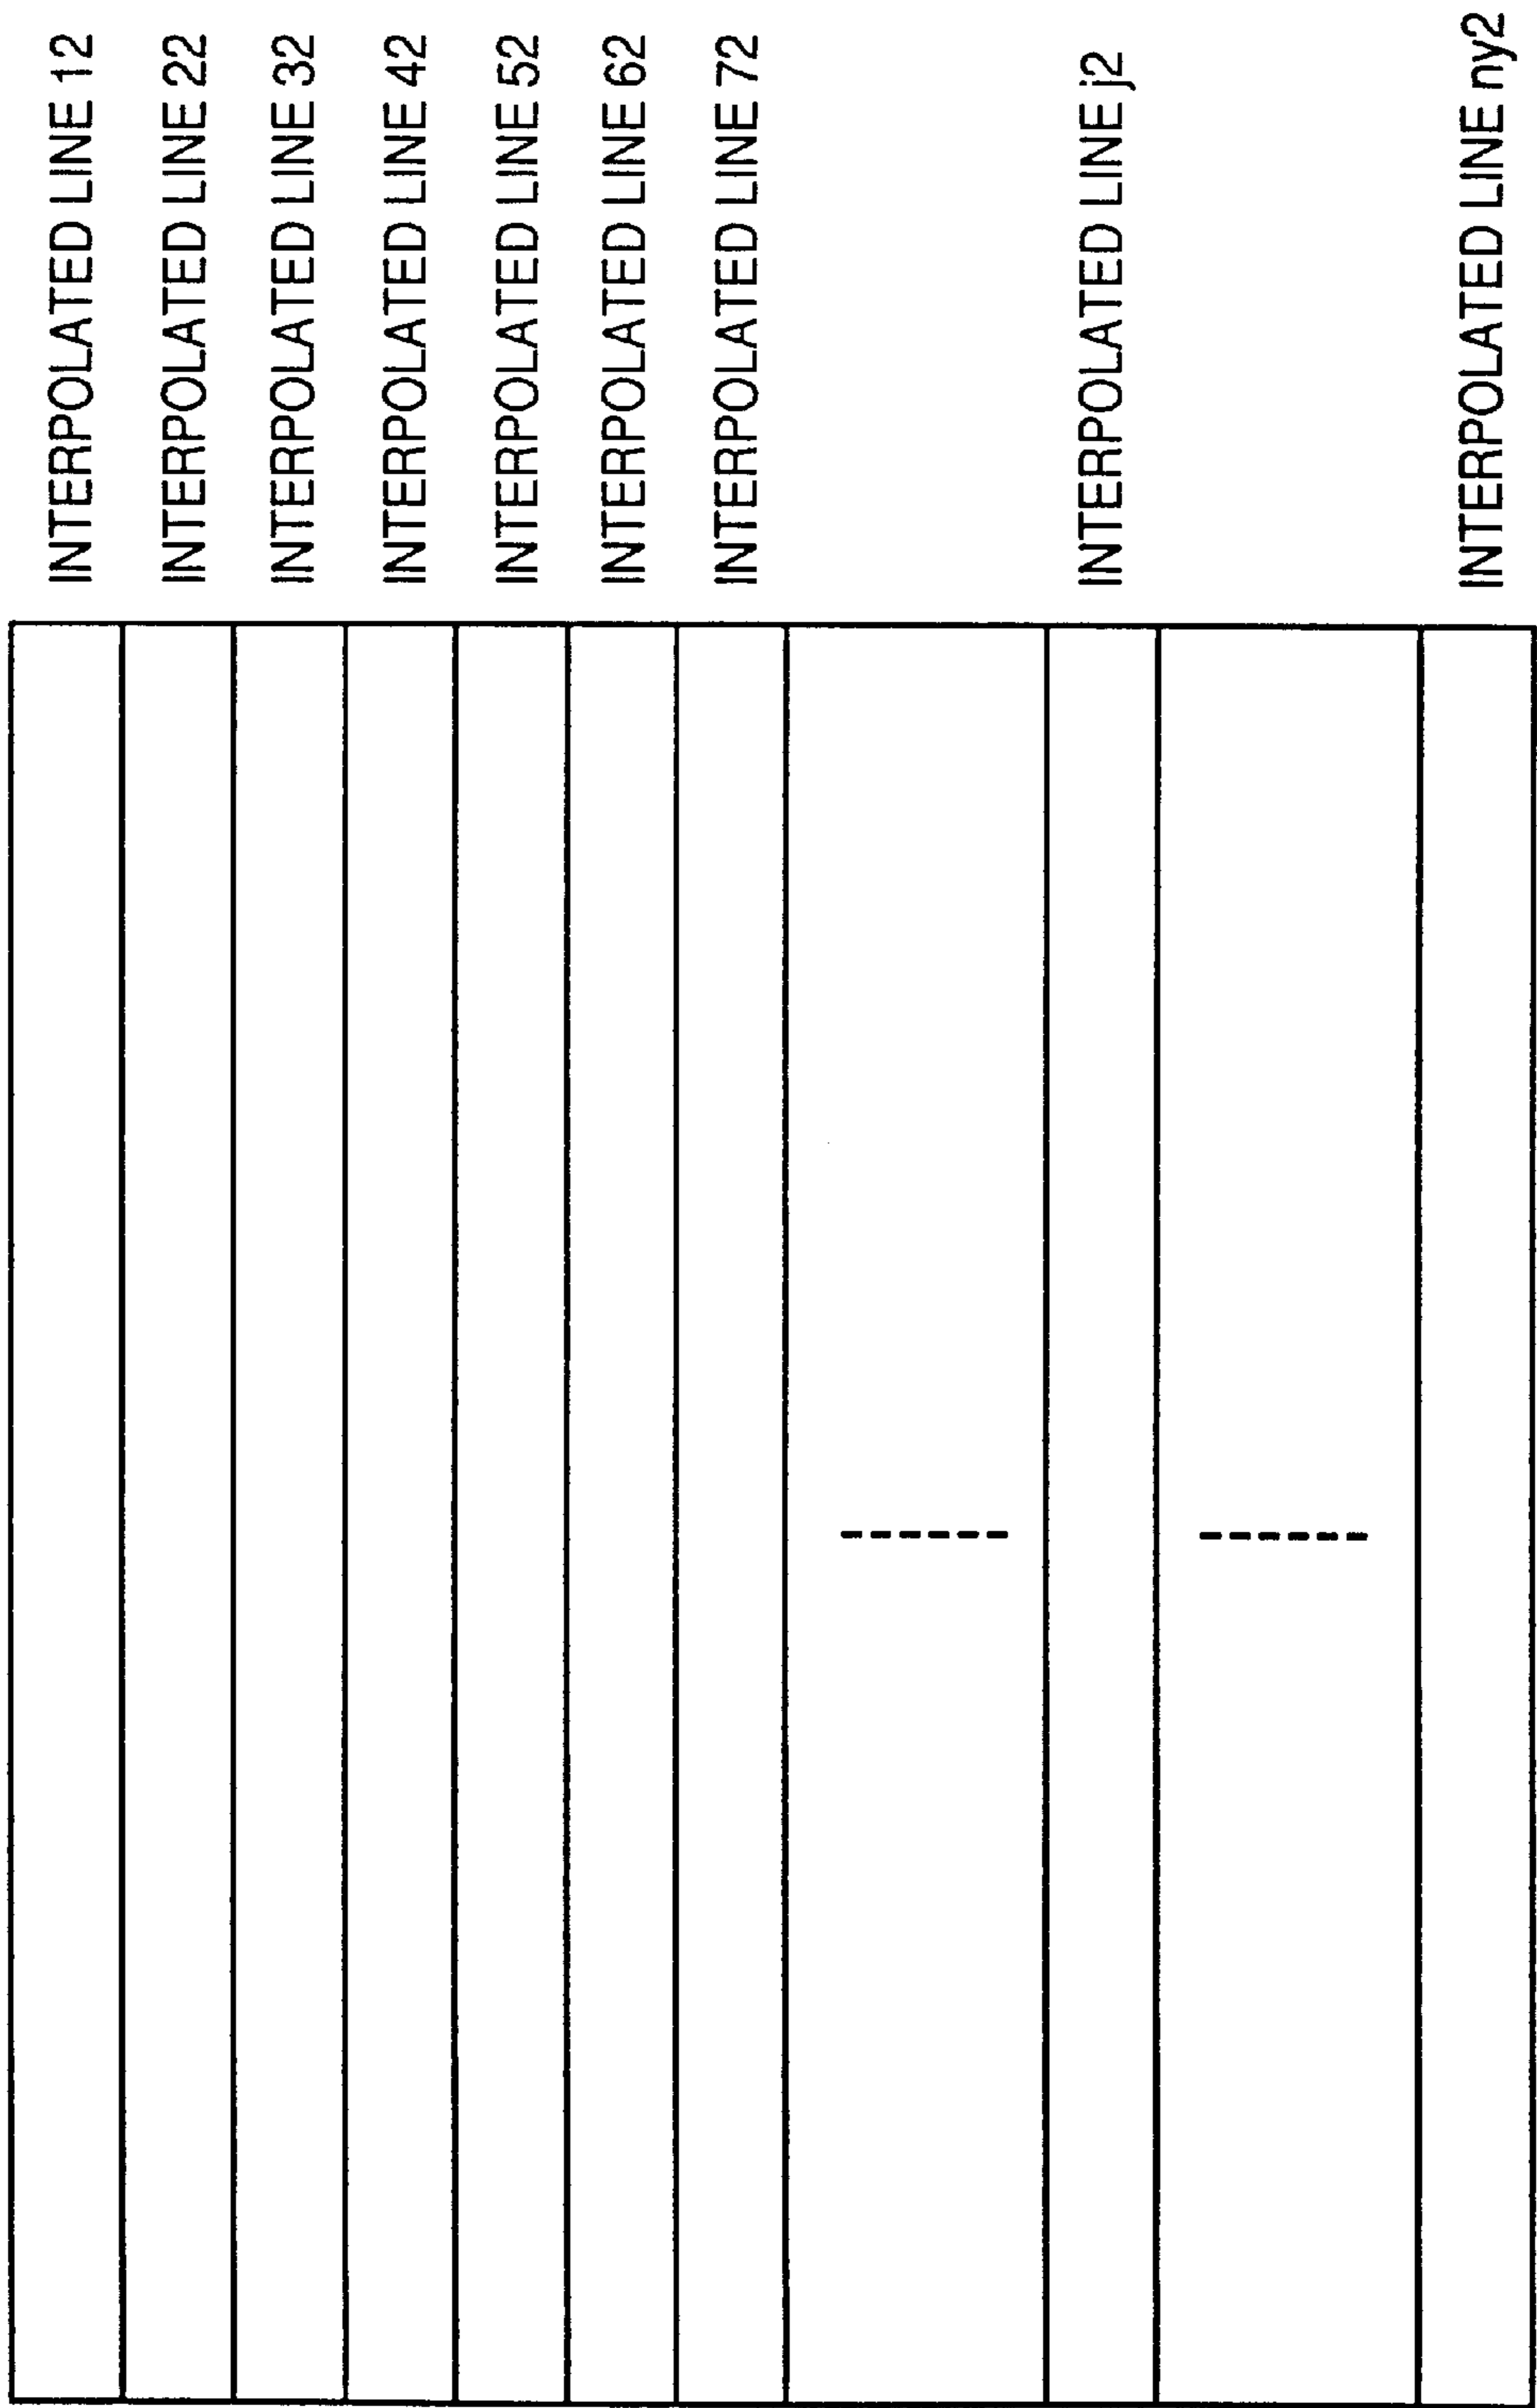 INTERPOLATED LINE 12
INTERPOLATED LINE 22
INTERPOLATED LINE 32
INTERPOLATED LINE 42
INTERPOLATED LINE 52
INTERPOLATED LINE 62
INTERPOLATED LINE 72
INTERPOLATED LINE j2
INTERPOLATED LINE ny2